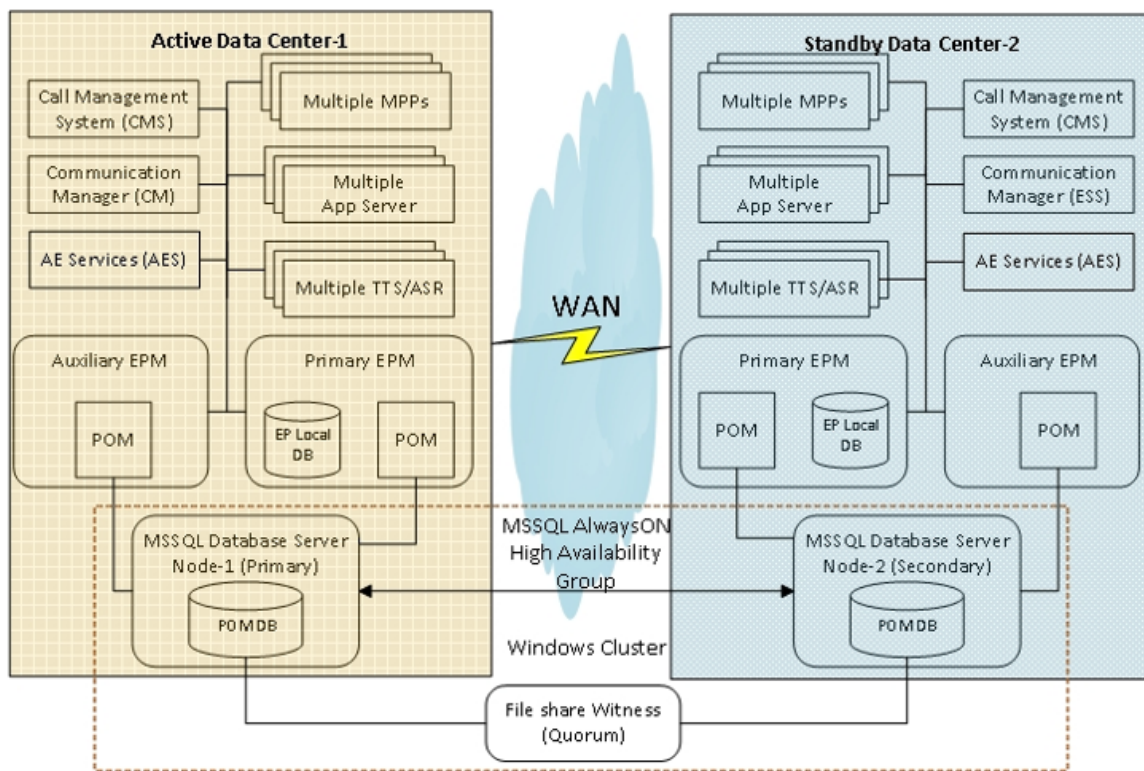 Active Data Center-1
Call Management
System (CMS)
Communication
Manager (CM)
AE Services (AES)
Multiple MPPs
Multiple
App Server
Multiple TTS/ASR
Auxiliary EPM
POM
Primary EPM
EP Local
DB
POM
MSSQL Database Server
Node-1 (Primary)
POMDB
WAN
MSSQL AlwaysON
High Availability
Group
Windows Cluster
File share Witness
(Quorum)
Standby Data Center-2
Multiple MPPs
Multiple
App Server
Multiple TTS/ASR
Call Management
System (CMS)
Communication
Manager (ESS)
AE Services (AES)
Primary EPM
POM
EP Local
DB
Auxiliary EPM
POM
MSSQL Database Server
Node-2 (Secondary)
POMDB